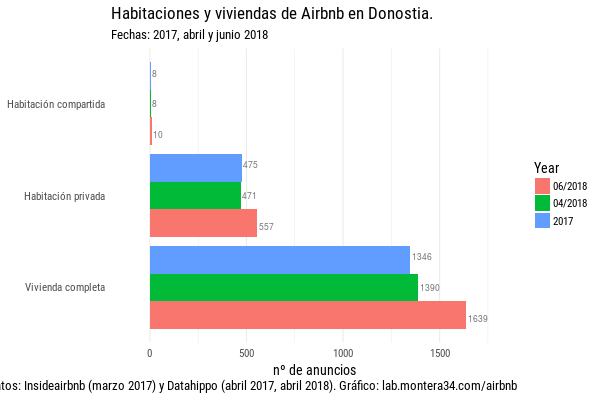 Habitaciones y viviendas de Airbnb en Donostia.
Fechas: 2017, abril y junio 2018
Habitación compartida
8
8
10
Habitación privada
475
471
557
Vivienda completa
1346
1390
1639
0
500
1000
1500
nº de anuncios
Year
06/2018
04/2018
2017
tos: Insideairbnb (marzo 2017) y Datahippo (abril 2017, abril 2018). Gráfico: lab.montera34.com/airbnb